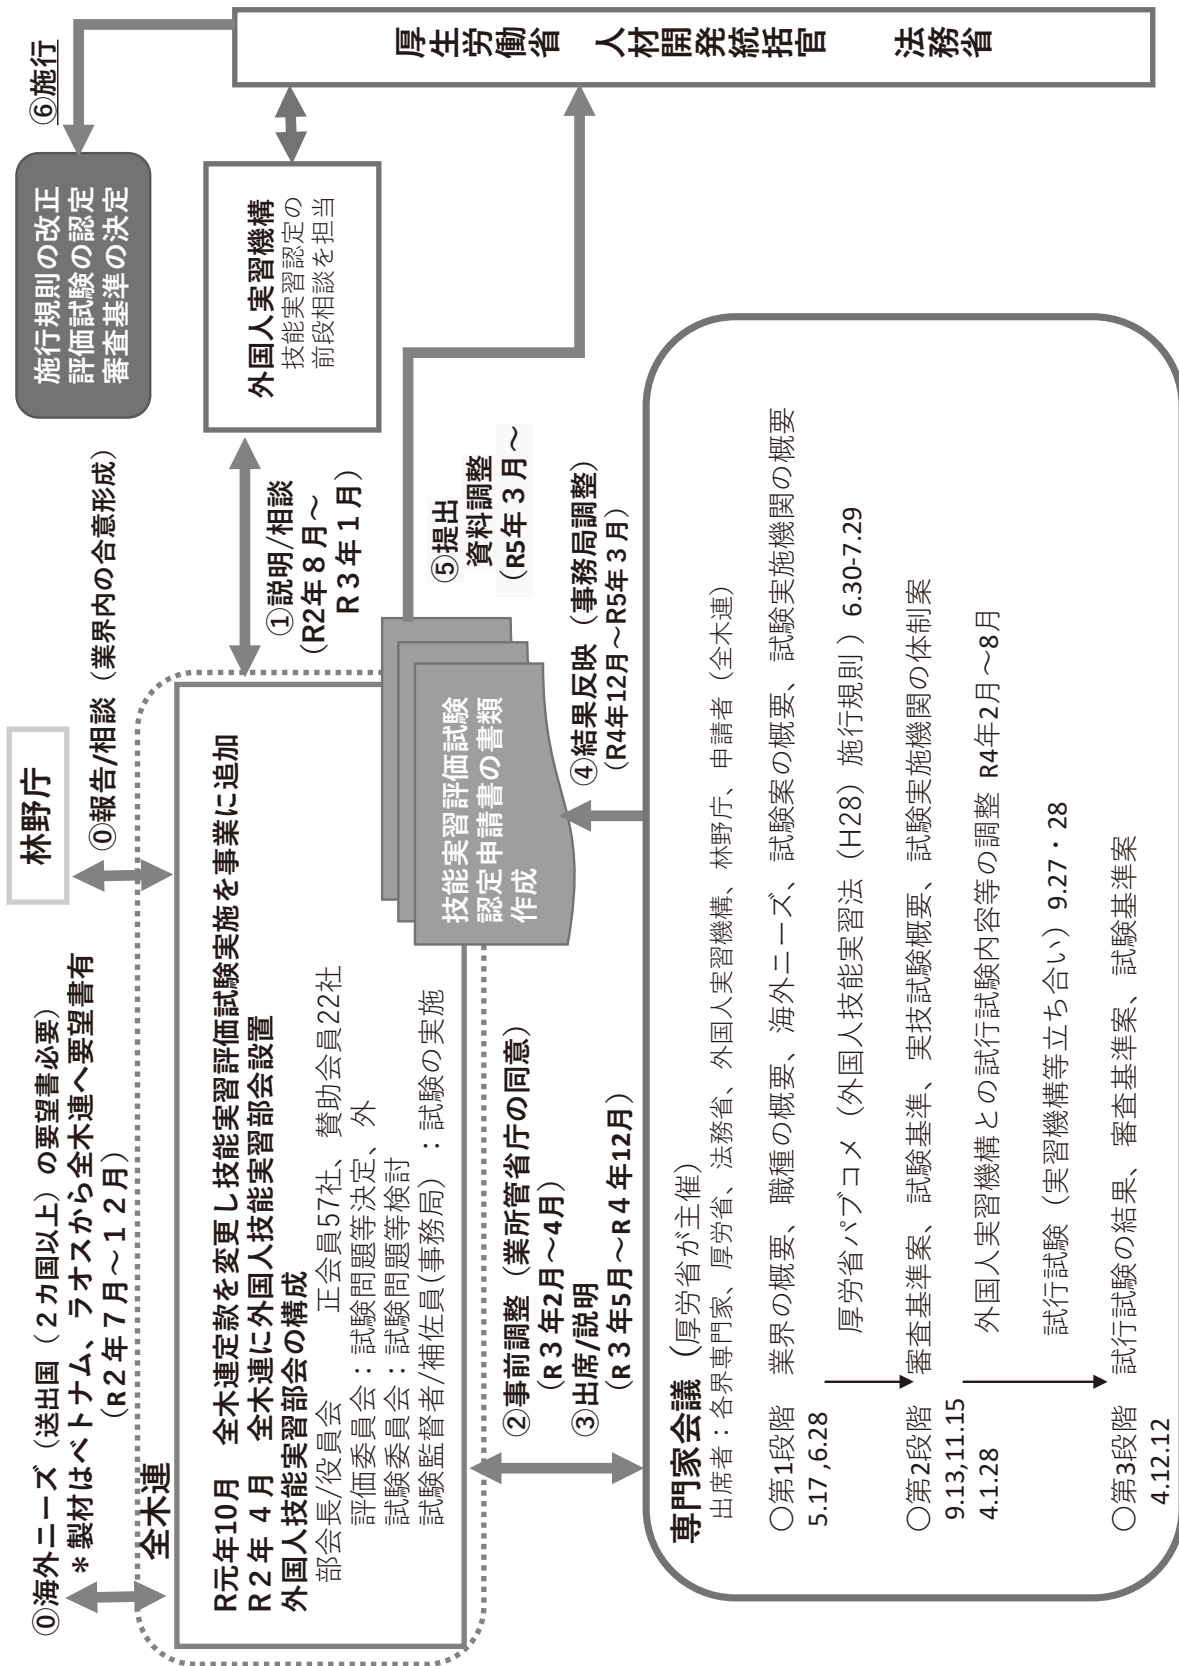 ⓪海外ニーズ（送出国（２カ国以上）の要望書必要）
＊製材はベトナム、ラオスから全木連へ要望書有
（R２年７月～１２月）
林野庁
⓪報告/相談（業界内の合意形成）
施行規則の改正
評価試験の認定
審査基準の決定
⑥施行
全木連
R元年10月　全木連定款を変更し技能実習評価試験実施を事業に追加
R２年４月　全木連に外国人技能実習部会設置
外国人技能実習部会の構成
部会長/役員会　　正会員57社、賛助会員22社
評価委員会：試験問題等決定、外
試験委員会：試験問題等検討
試験監督者/補佐員(事務局)：試験の実施
①説明/相談
（R2年８月～
Ｒ３年１月）
外国人実習機構
技能実習認定の
前段相談を担当
厚生労働省　人材開発統括官　　法務省
技能実習評価試験
認定申請書の書類
作成
⑤提出
資料調整
（R5年３月～
②事前調整（業所管省庁の同意）
（R３年2月～4月）
③出席/説明
（R３年5月～R４年12月）
④結果反映（事務局調整）
（R4年12月～R5年３月）
専門家会議（厚労省が主催）
出席者：各界専門家、厚労省、法務省、外国人実習機構、林野庁、申請者（全木連）
〇第1段階　業界の概要、職種の概要、海外ニーズ、試験案の概要、試験実施機関の概要
5.17,6.28
厚労省パブコメ（外国人技能実習法（H28）施行規則）6.30-7.29
〇第2段階　審査基準案、試験基準、実技試験概要、試験実施機関の体制案
9.13,11.15
4.1.28
外国人実習機構との試行試験内容等の調整 R4年2月～8月
試行試験（実習機構等立ち合い）9.27・28
〇第3段階　試行試験の結果、審査基準案、試験基準案
4.12.12